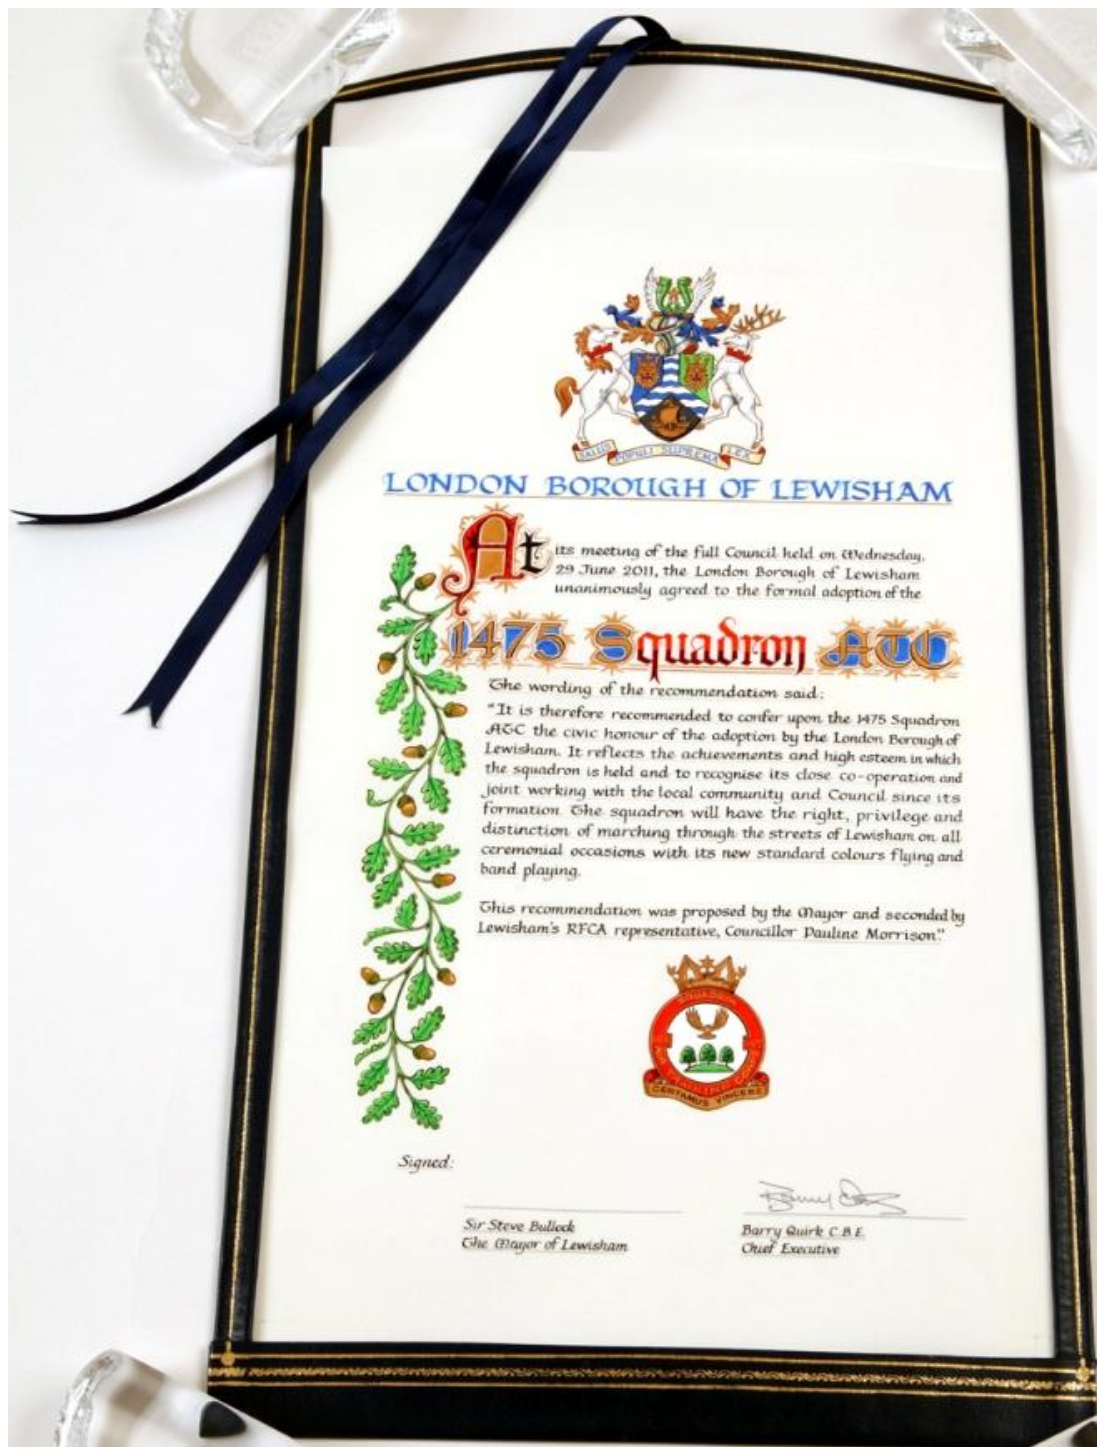 SALUS POPULI SUPREMA LEX
LONDON BOROUGH OF LEWISHAM
At its meeting of the full Council held on Wednesday,
29 June 2011, the London Borough of Lewisham
unanimously agreed to the formal adoption of the
1475 Squadron ATC
The wording of the recommendation said:
"It is therefore recommended to confer upon the 1475 Squadron
ATC the civic honour of the adoption by the London Borough of
Lewisham. It reflects the achievements and high esteem in which
the squadron is held and to recognise its close co-operation and
joint working with the local community and Council since its
formation. The squadron will have the right, privilege and
distinction of marching through the streets of Lewisham on all
ceremonial occasions with its new standard colours flying and
band playing.
This recommendation was proposed by the Mayor and seconded by
Lewisham's RFCA representative, Councillor Pauline Morrison."
SQUADRON
AIR TRAINING CORPS
CERTAMUS VINCERE
Signed:
Sir Steve Bullock
The Mayor of Lewisham
Barry Quirk C.B.E.
Chief Executive